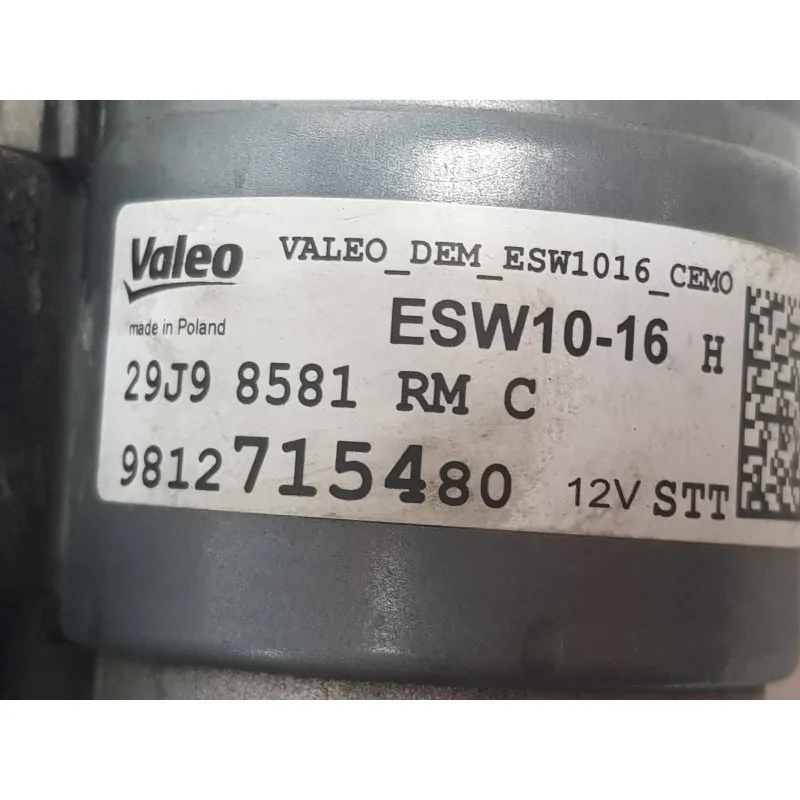 Valeo VALEO_DEM_ESW1016_CEMO
made in Poland ESW10-16 H
29J9 8581 RM C
9812715480 12V STT